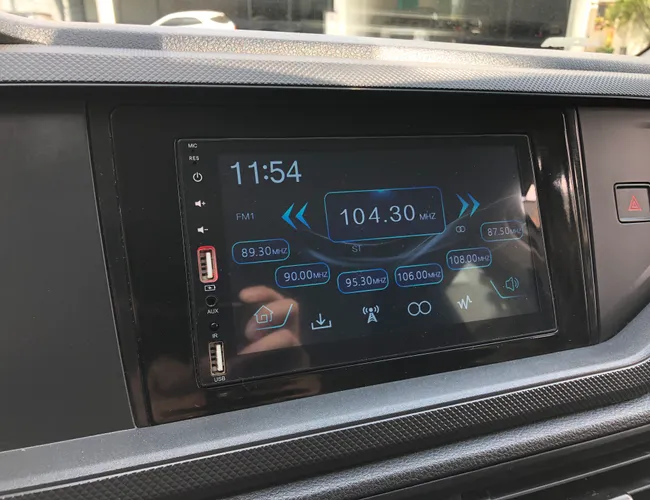 MIC
RES
11:54
FM1
104.30 MHZ
ST
89.30MHZ
90.00MHZ
95.30MHZ
106.00MHZ
108.00MHZ
87.50MHZ
AUX
IR
USB